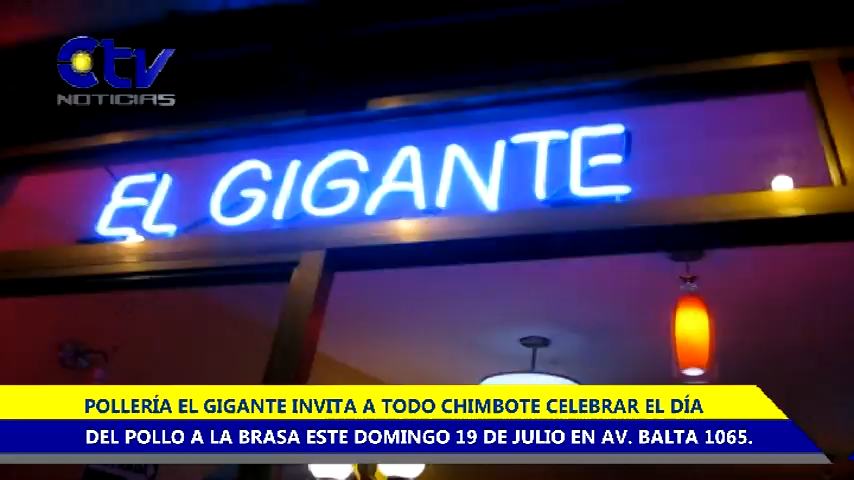 Ctv
NOTICIAS
EL GIGANTE
POLLERÍA EL GIGANTE INVITA A TODO CHIMBOTE CELEBRAR EL DÍA
DEL POLLO A LA BRASA ESTE DOMINGO 19 DE JULIO EN AV. BALTA 1065.